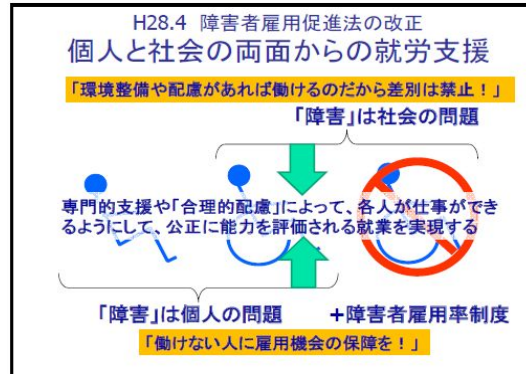 H28.4 障害者雇用促進法の改正
個人と社会の両面からの就労支援
「環境整備や配慮があれば働けるのだから差別は禁止！」
「障害」は社会の問題
専門的支援や「合理的配慮」によって、各人が仕事ができ
るようにして、公正に能力を評価される就業を実現する
「障害」は個人の問題
+障害者雇用率制度
「働けない人に雇用機会の保障を！」